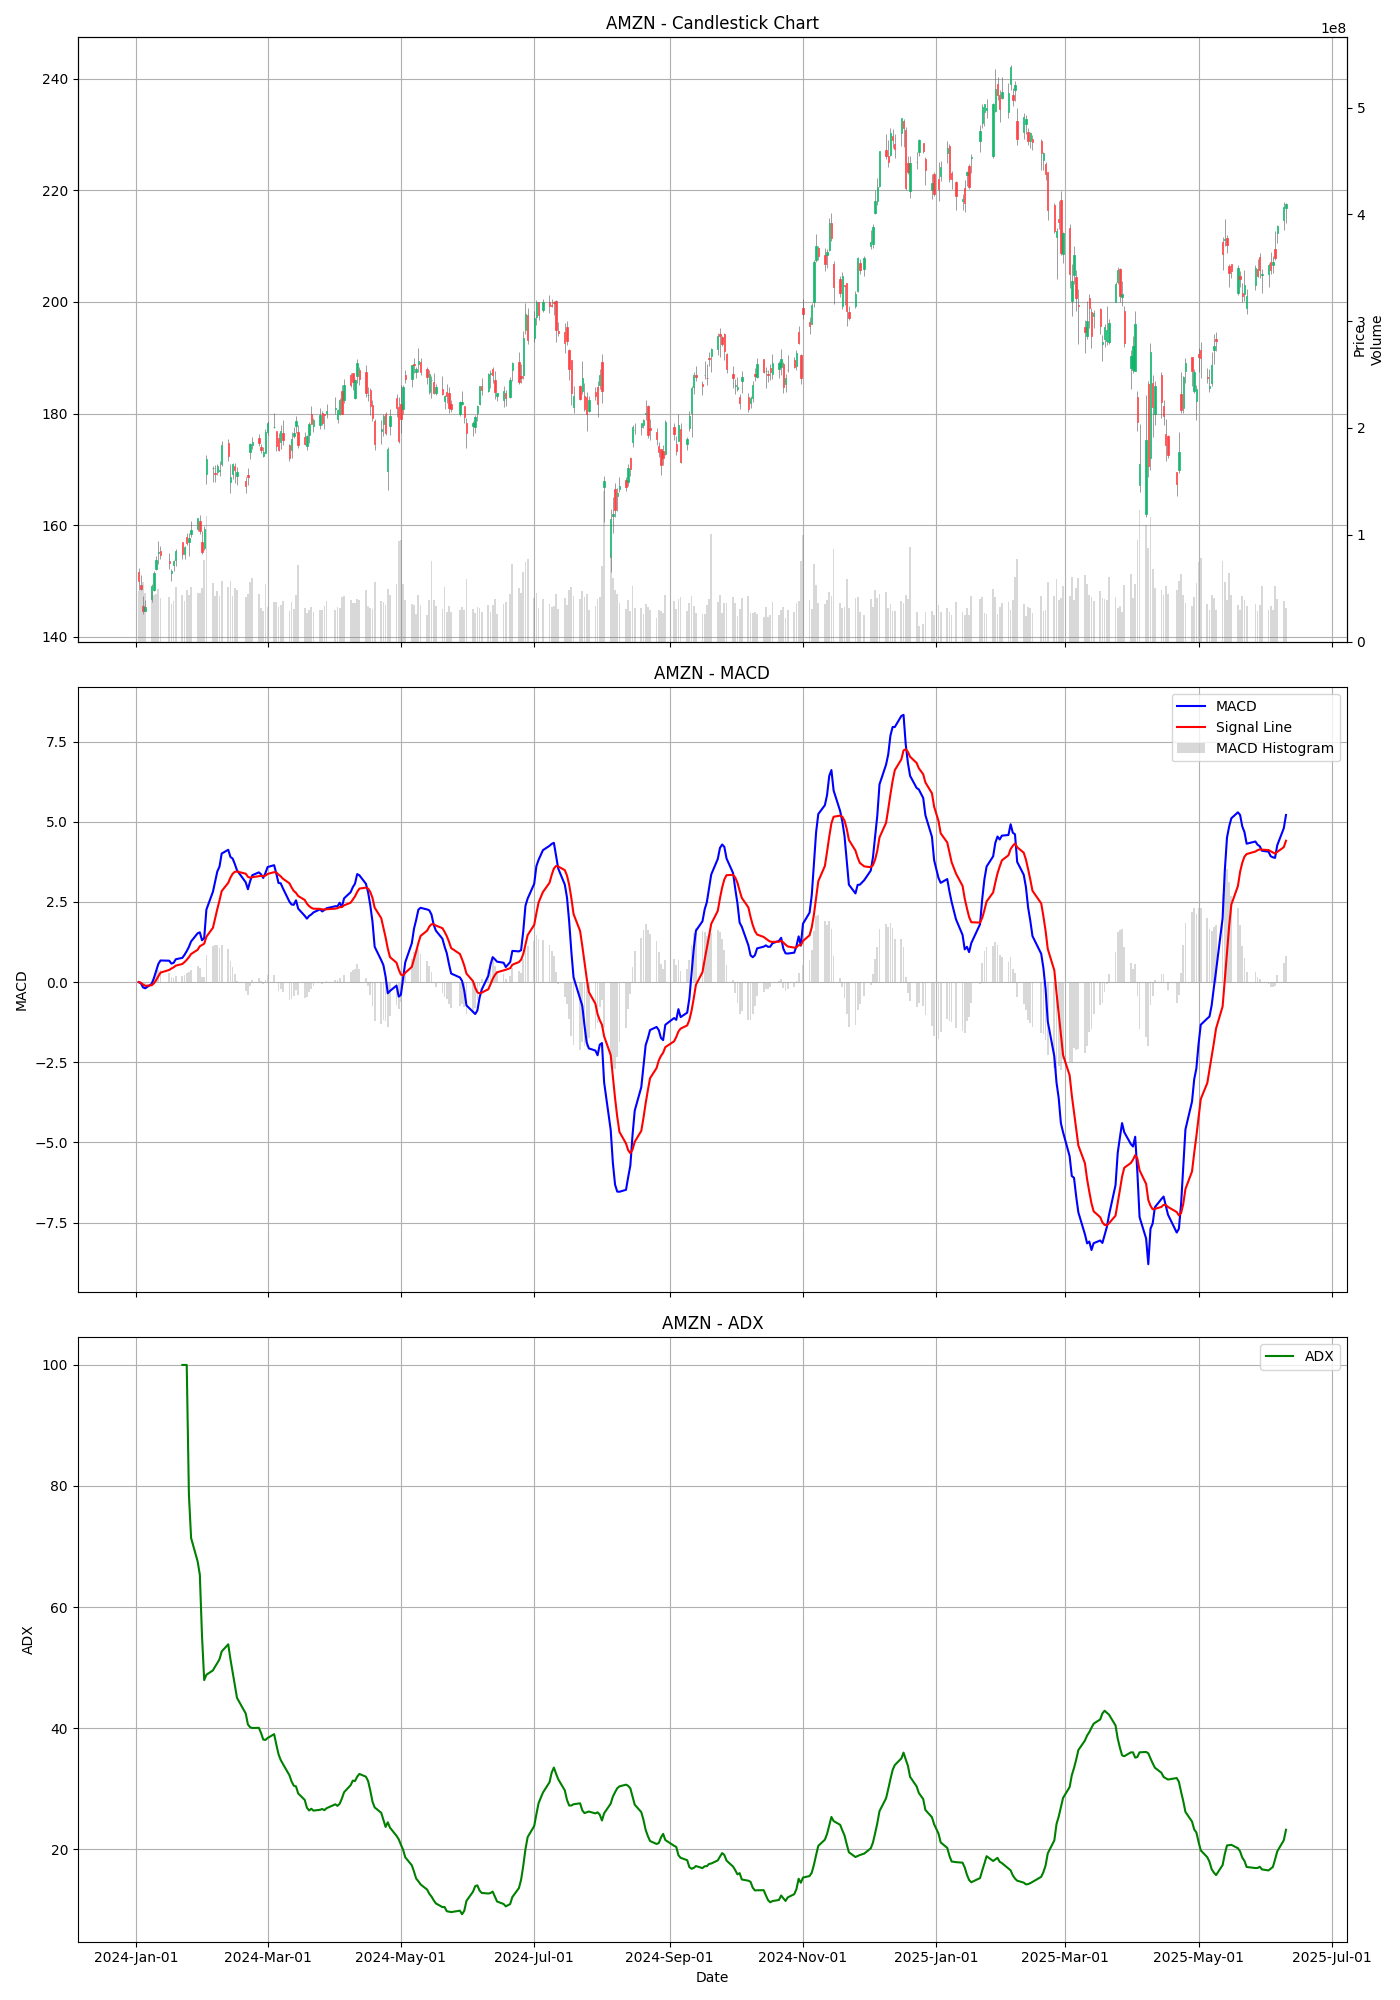 AMZN - Candlestick Chart
1e8
240
220
200
180
160
140
5
4
3
2
1
0
Price
Volume
AMZN - MACD
MACD
Signal Line
MACD Histogram
7.5
5.0
2.5
0.0
−2.5
−5.0
−7.5
MACD
AMZN - ADX
ADX
100
80
60
40
20
ADX
2024-Jan-01 2024-Mar-01 2024-May-01 2024-Jul-01 2024-Sep-01 2024-Nov-01 2025-Jan-01 2025-Mar-01 2025-May-01 2025-Jul-01
Date